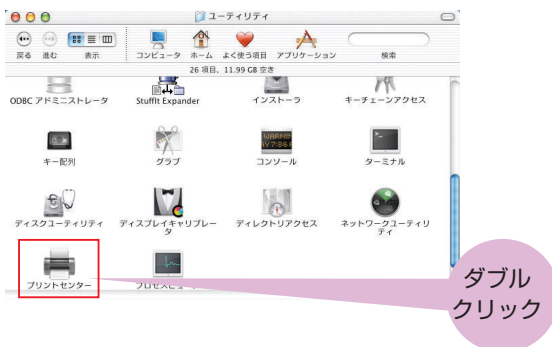 ユーティリティ
戻る 進む 表示 コンピュータ ホーム よく使う項目 アプリケーション 検索
26 項目、11.99 GB 空き
ODBC アドミニストレータ StuffIt Expander インストーラ キーチェーンアクセス
キー配列 グラブ コンソール ターミナル
ディスクユーティリティ ディスプレイキャリブレー ディレクトリアクセス ネットワークユーティリ
タ ティ
プリントセンター プロセスビューア
ダブル
クリック